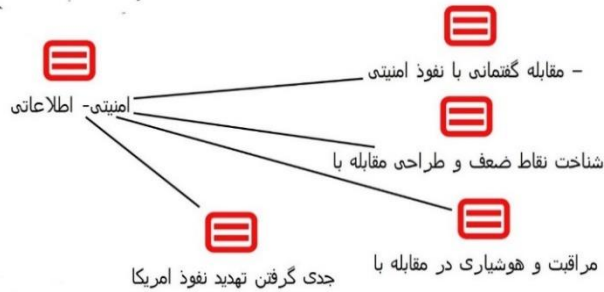 – مقابله گفتمانی با نفوذ امنیتی
امنیتی- اطلاعاتی
شناخت نقاط ضعف و طراحی مقابله با
مراقبت و هوشیاری در مقابله با
جدی گرفتن تهدید نفوذ امریکا